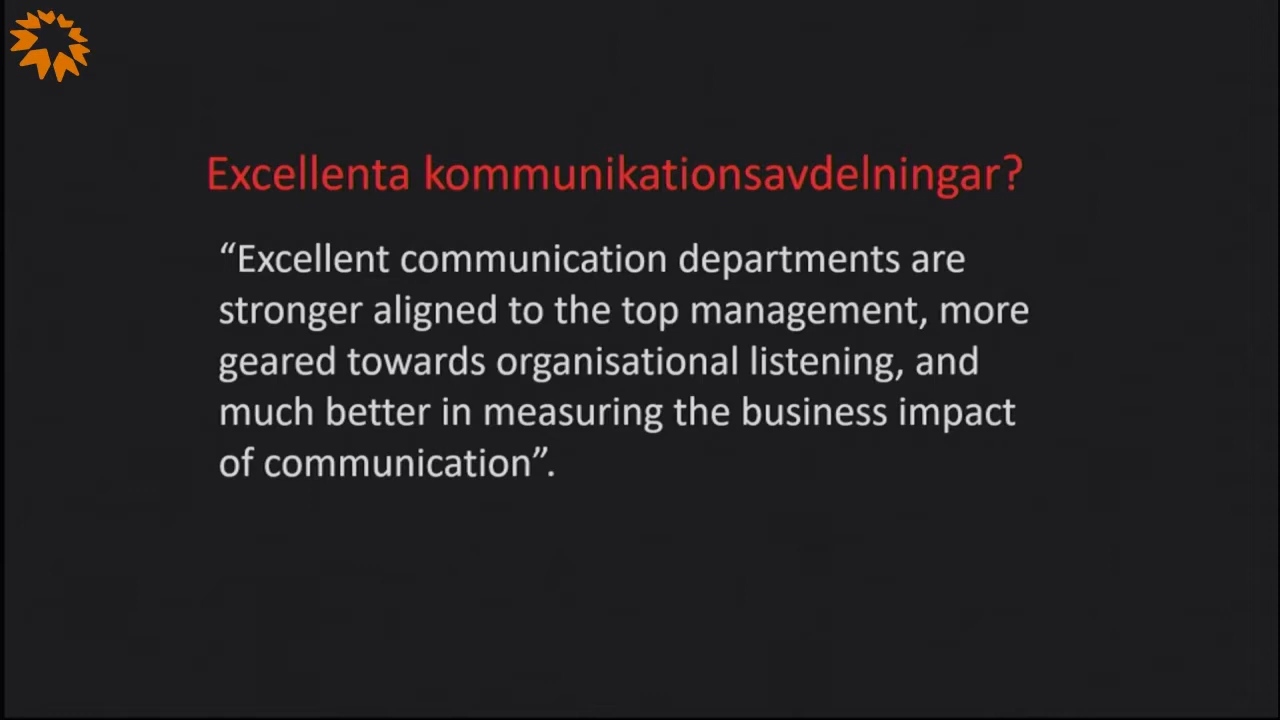 Excellenta kommunikationsavdelningar?
“Excellent communication departments are
stronger aligned to the top management, more
geared towards organisational listening, and
much better in measuring the business impact
of communication”.